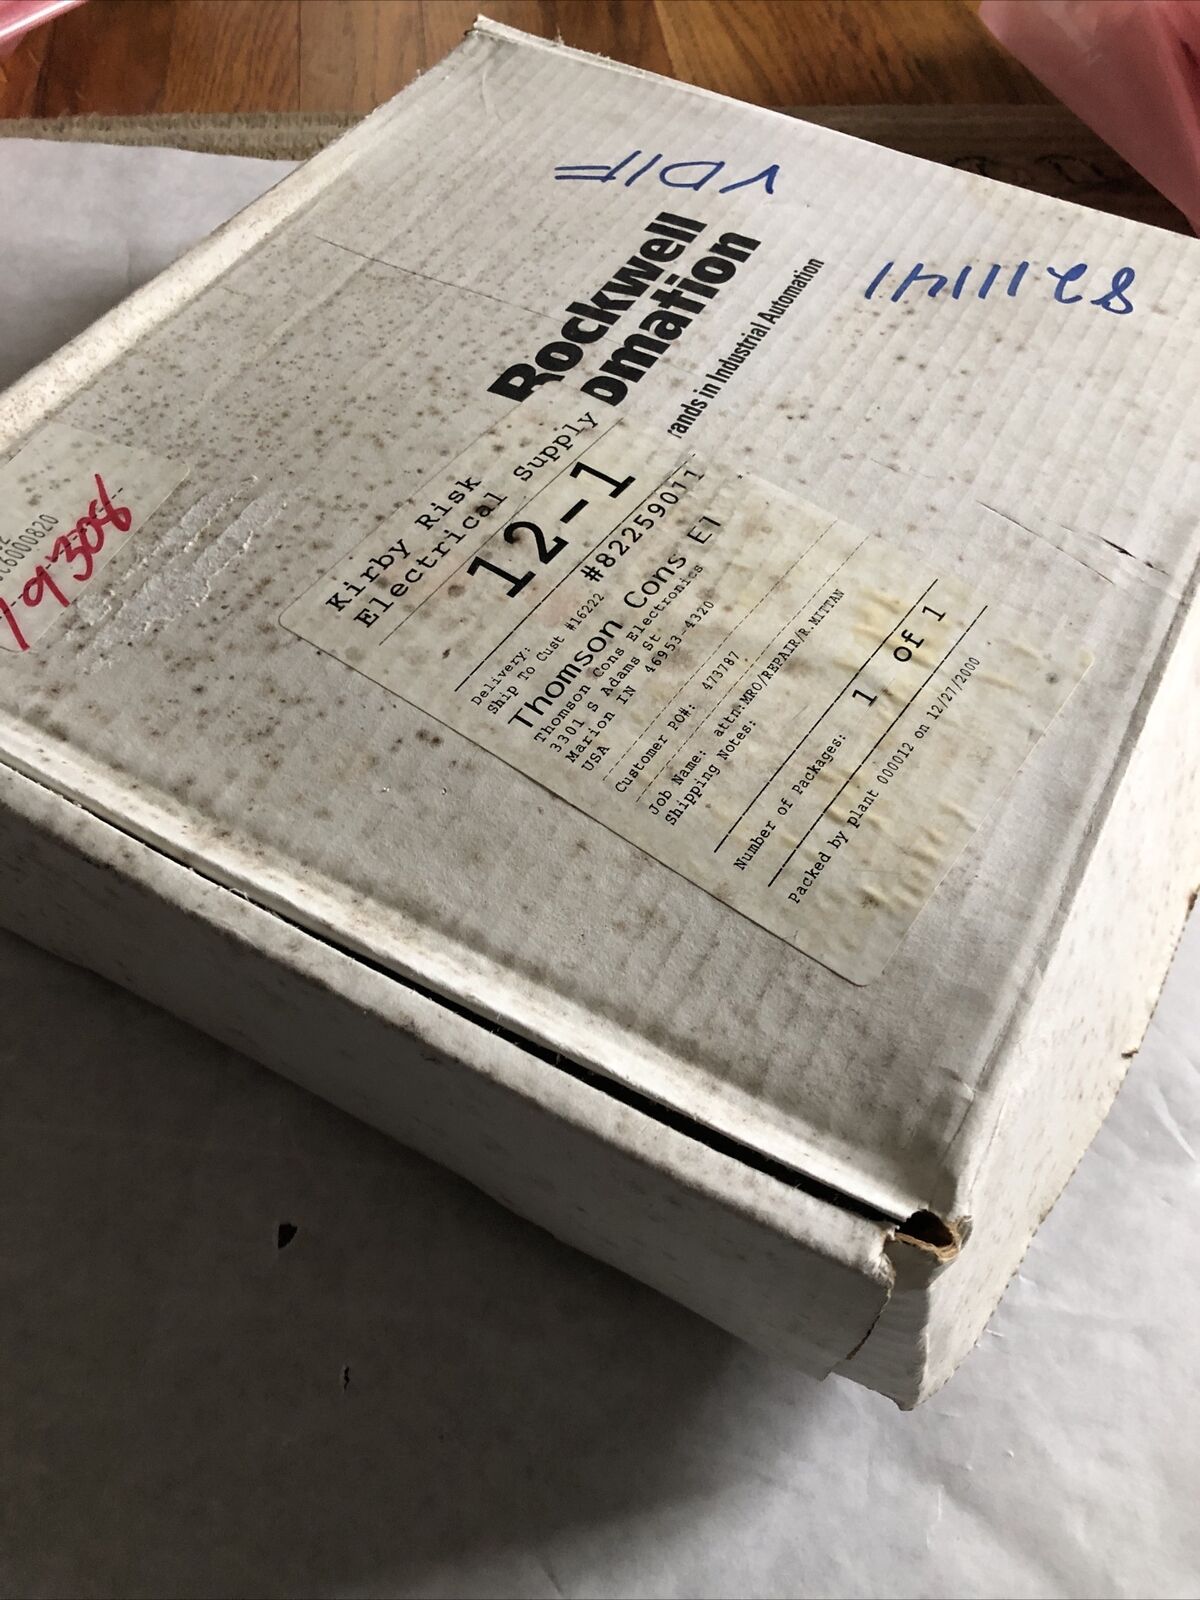 VDIF
8211141
Rockwell
omation
rands in Industrial Automation
Kirby Risk
Electrical Supply
12-1
Delivery: #82259011
Ship To Cust #16222
Thomson Cons El
Thomson Cons Electronics
3301 S Adams St
Marion IN 46953-4320
USA
Customer PO#: 473787
Job Name: attn:MRO/REPAIR/R.MITTAN
Shipping Notes:
Number of Packages: 1 of 1
Packed by plant 000012 on 12/27/2000
9308